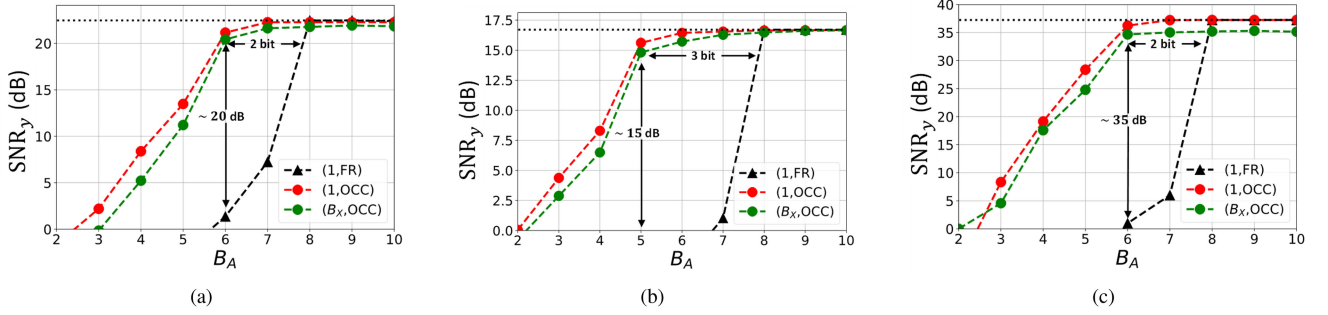 SNR𝑦 (dB)
20
15
10
5
0
2 bit
~ 20 dB
(1,FR)
(1,OCC)
(B_X,OCC)
2 3 4 5 6 7 8 9 10
B_A
(a)
SNR𝑦 (dB)
17.5
15.0
12.5
10.0
7.5
5.0
2.5
0.0
3 bit
~ 15 dB
(1,FR)
(1,OCC)
(B_X,OCC)
2 3 4 5 6 7 8 9 10
B_A
(b)
SNR𝑦 (dB)
40
35
30
25
20
15
10
5
0
2 bit
~ 35 dB
(1,FR)
(1,OCC)
(B_X,OCC)
2 3 4 5 6 7 8 9 10
B_A
(c)